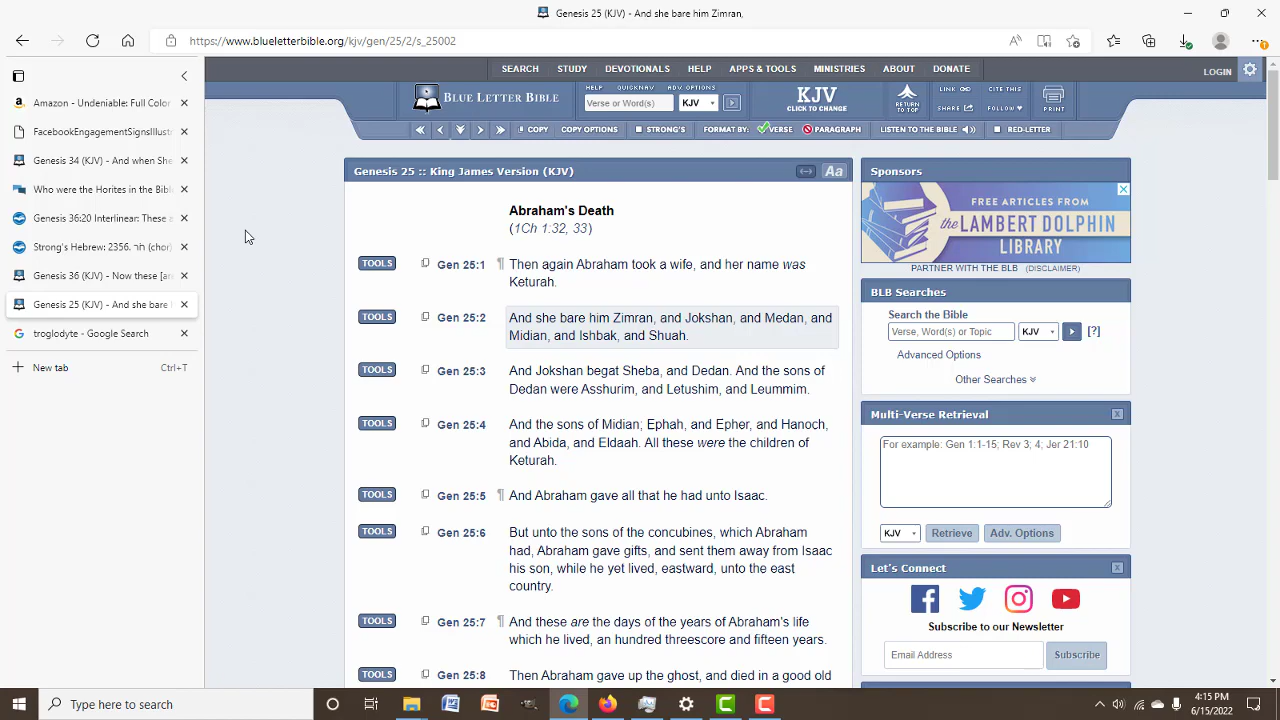 Genesis 25 (KJV) - And she bare him Zimran,
https://www.blueletterbible.org/kjv/gen/25/2/s_25002
Amazon - Undeniable: Full Color
FacebookEngagementSignsIllust
Genesis 34 (KJV) - And when She
Who were the Horites in the Bibl
Genesis 36:20 Interlinear: These a
Strong's Hebrew: 2356. חֹר (chor)
Genesis 36 (KJV) - Now these [are
Genesis 25 (KJV) - And she bare
troglodyte - Google Search
New tab Ctrl+T
SEARCH STUDY DEVOTIONALS HELP APPS & TOOLS MINISTRIES ABOUT DONATE
LOGIN
BLUE LETTER BIBLE
HELP QUICKNAV ADV. OPTIONS
Verse or Word(s) KJV
KJV
CLICK TO CHANGE
RETURN
TO TOP
LINK CITE THIS
SHARE FOLLOW
PRINT
COPY COPY OPTIONS STRONG'S FORMAT BY: VERSE PARAGRAPH LISTEN TO THE BIBLE RED-LETTER
Genesis 25 :: King James Version (KJV) Aa
Abraham's Death
(1Ch 1:32, 33)
TOOLS Gen 25:1 ¶ Then again Abraham took a wife, and her name was
Keturah.
TOOLS Gen 25:2 And she bare him Zimran, and Jokshan, and Medan, and
Midian, and Ishbak, and Shuah.
TOOLS Gen 25:3 And Jokshan begat Sheba, and Dedan. And the sons of
Dedan were Asshurim, and Letushim, and Leummim.
TOOLS Gen 25:4 And the sons of Midian; Ephah, and Epher, and Hanoch,
and Abida, and Eldaah. All these were the children of
Keturah.
TOOLS Gen 25:5 ¶ And Abraham gave all that he had unto Isaac.
TOOLS Gen 25:6 But unto the sons of the concubines, which Abraham
had, Abraham gave gifts, and sent them away from Isaac
his son, while he yet lived, eastward, unto the east
country.
TOOLS Gen 25:7 ¶ And these are the days of the years of Abraham's life
which he lived, an hundred threescore and fifteen years.
TOOLS Gen 25:8 Then Abraham gave up the ghost, and died in a good old
Sponsors
FREE ARTICLES FROM
the LAMBERT DOLPHIN
LIBRARY
PARTNER WITH THE BLB (DISCLAIMER)
BLB Searches
Search the Bible
Verse, Word(s) or Topic KJV [?]
Advanced Options
Other Searches
Multi-Verse Retrieval
For example: Gen 1:1-15; Rev 3; 4; Jer 21:10
KJV Retrieve Adv. Options
Let's Connect
Subscribe to our Newsletter
Email Address Subscribe
Type here to search
4:15 PM
6/15/2022